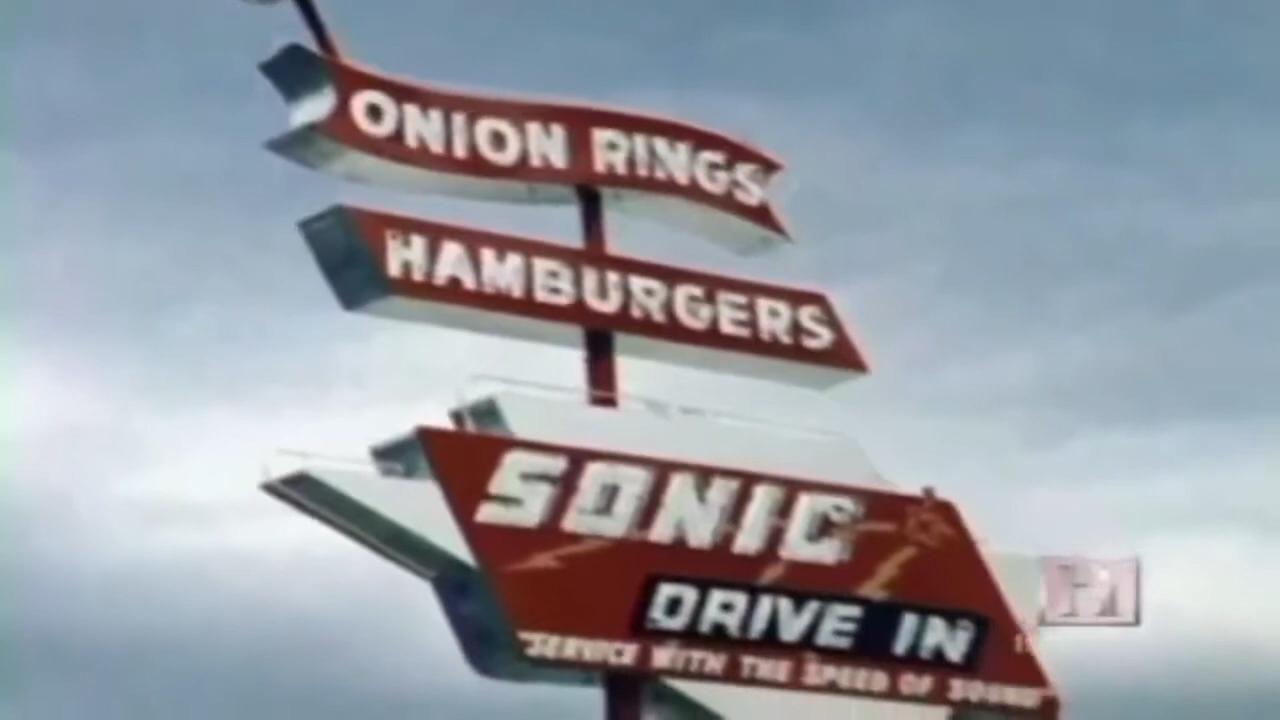 ONION RINGS
HAMBURGERS
SONIC
DRIVE IN
"SERVICE WITH THE SPEED OF SOUND"
H